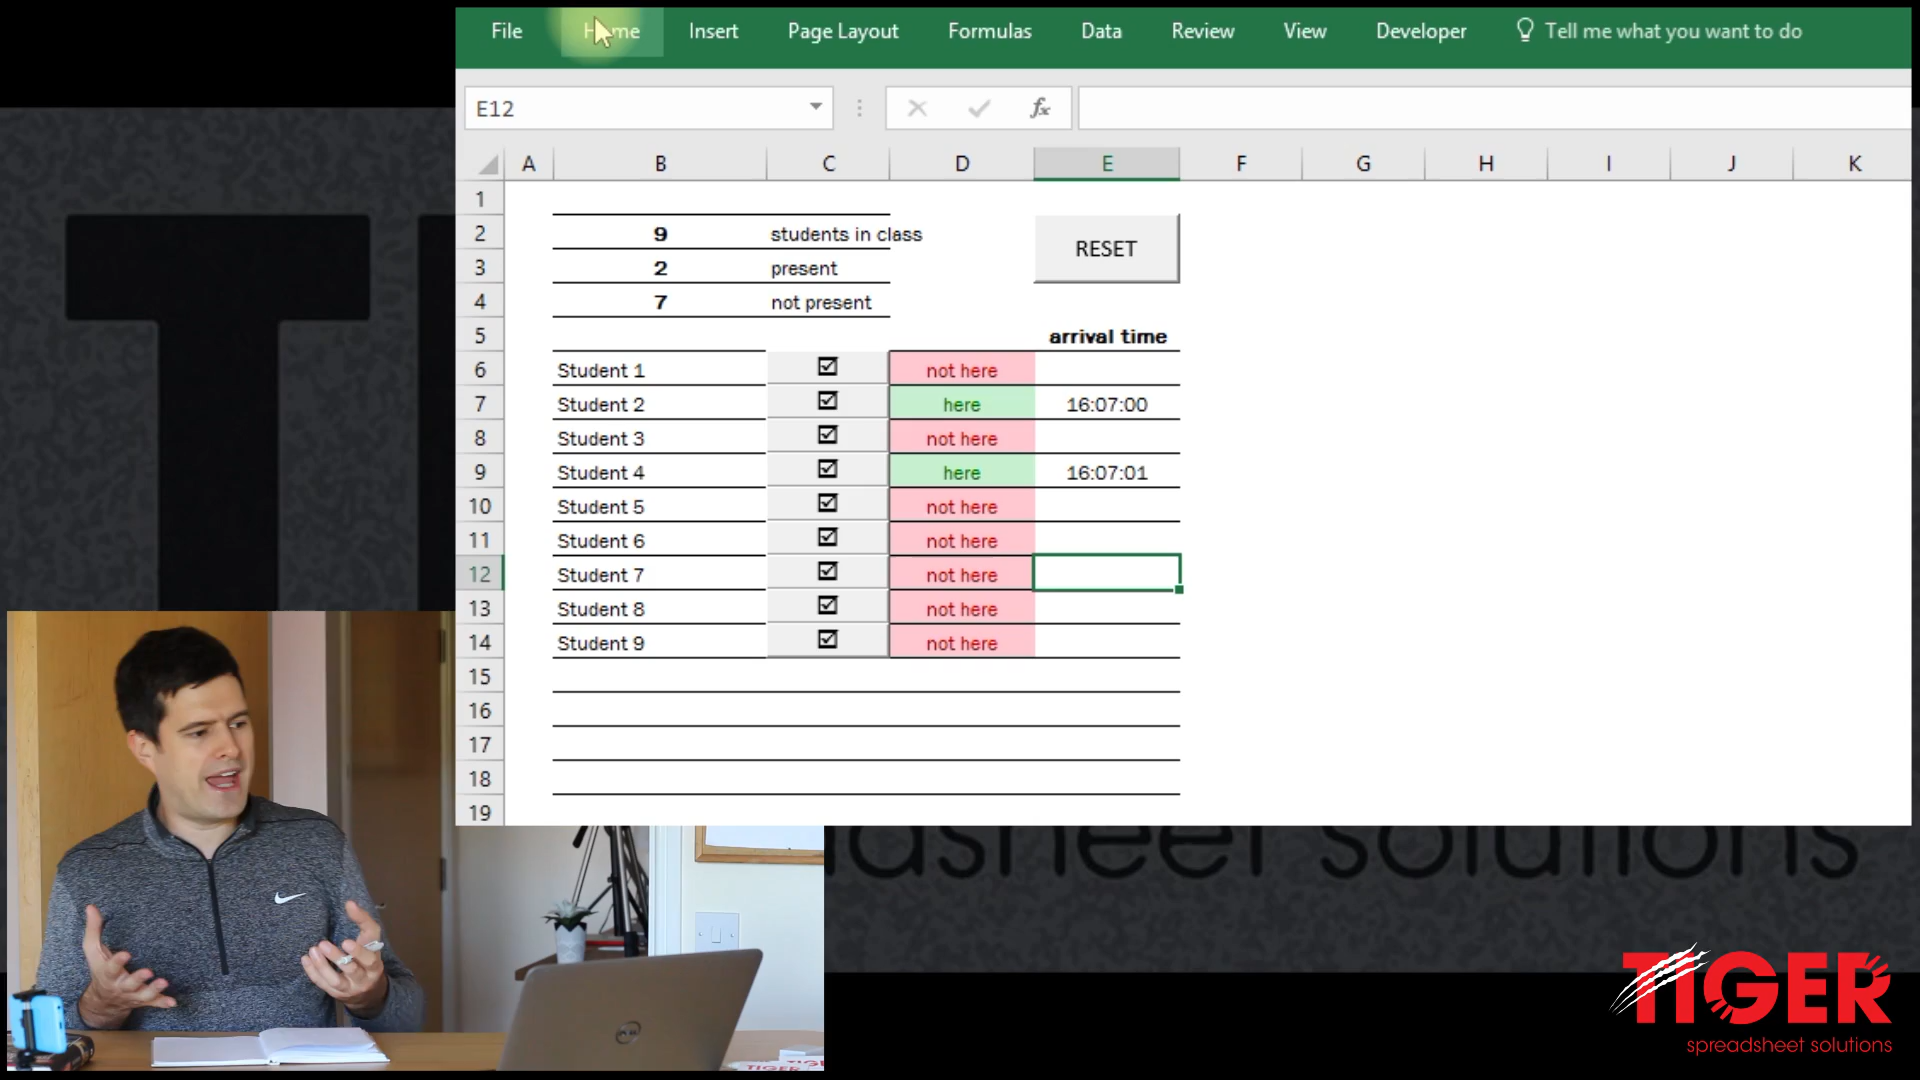 File Home Insert Page Layout Formulas Data Review View Developer Tell me what you want to do
E12 fx
A B C D E F G H I J K
1
2 9 students in class RESET
3 2 present
4 7 not present
5 arrival time
6 Student 1 not here
7 Student 2 here 16:07:00
8 Student 3 not here
9 Student 4 here 16:07:01
10 Student 5 not here
11 Student 6 not here
12 Student 7 not here
13 Student 8 not here
14 Student 9 not here
15
16
17
18
19
adsheet solutions
TIGER
spreadsheet solutions
TIGER